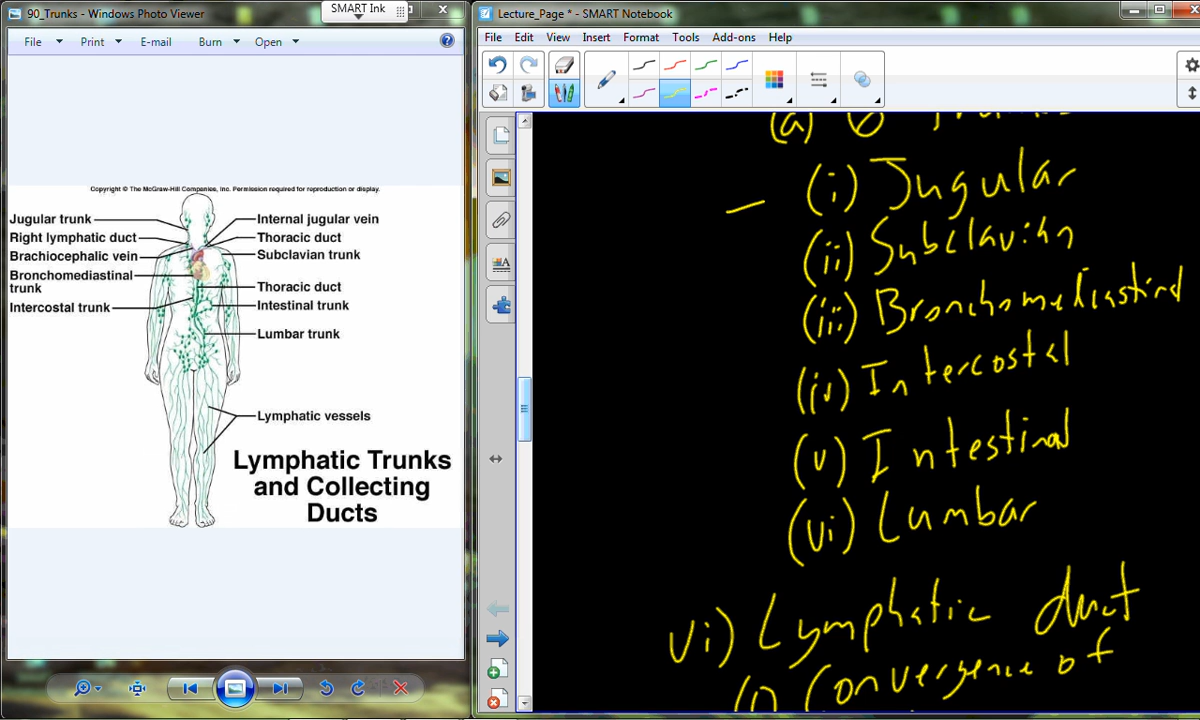 90_Trunks - Windows Photo Viewer
SMART Ink
File Print E-mail Burn Open
Copyright © The McGraw-Hill Companies, Inc. Permission required for reproduction or display.
Jugular trunk
Right lymphatic duct
Brachiocephalic vein
Bronchomediastinal
trunk
Intercostal trunk
Internal jugular vein
Thoracic duct
Subclavian trunk
Thoracic duct
Intestinal trunk
Lumbar trunk
Lymphatic vessels
Lymphatic Trunks
and Collecting
Ducts
Lecture_Page * - SMART Notebook
File Edit View Insert Format Tools Add-ons Help
(a) 6
(i) Jugular
(ii) Subclavian
(iii) Bronchomediastinal
(iv) Intercostal
(v) Intestinal
(vi) Lumbar
vi) Lymphatic duct
(i) Convergence of